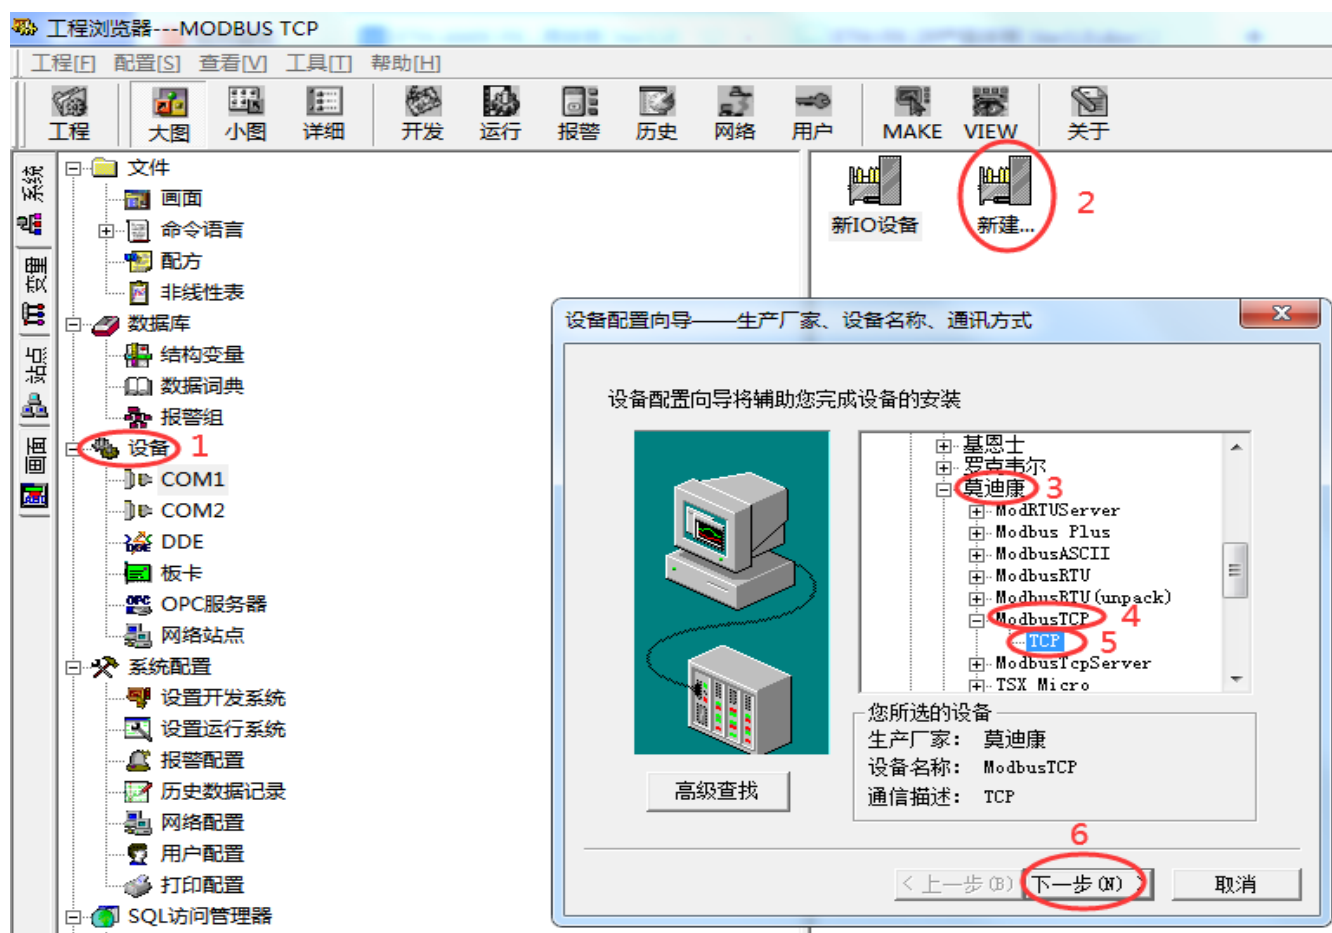 工程浏览器---MODBUS TCP
工程[F] 配置[S] 查看[V] 工具[T] 帮助[H]
工程 大图 小图 详细 开发 运行 报警 历史 网络 用户 MAKE VIEW 关于
系统
变量
站点
画面
文件
画面
命令语言
配方
非线性表
数据库
结构变量
数据词典
报警组
设备 1
COM1
COM2
DDE
板卡
OPC服务器
网络站点
系统配置
设置开发系统
设置运行系统
报警配置
历史数据记录
网络配置
用户配置
打印配置
SQL访问管理器
新IO设备 新建... 2
设备配置向导——生产厂家、设备名称、通讯方式
设备配置向导将辅助您完成设备的安装
基恩士
罗克韦尔
莫迪康 3
ModRTUServer
Modbus Plus
ModbusASCII
ModbusRTU
ModbusRTU(unpack)
ModbusTCP 4
TCP 5
ModbusTcpServer
TSX Micro
高级查找
您所选的设备
生产厂家： 莫迪康
设备名称： ModbusTCP
通信描述： TCP
6
< 上一步(B) 下一步(N) > 取消